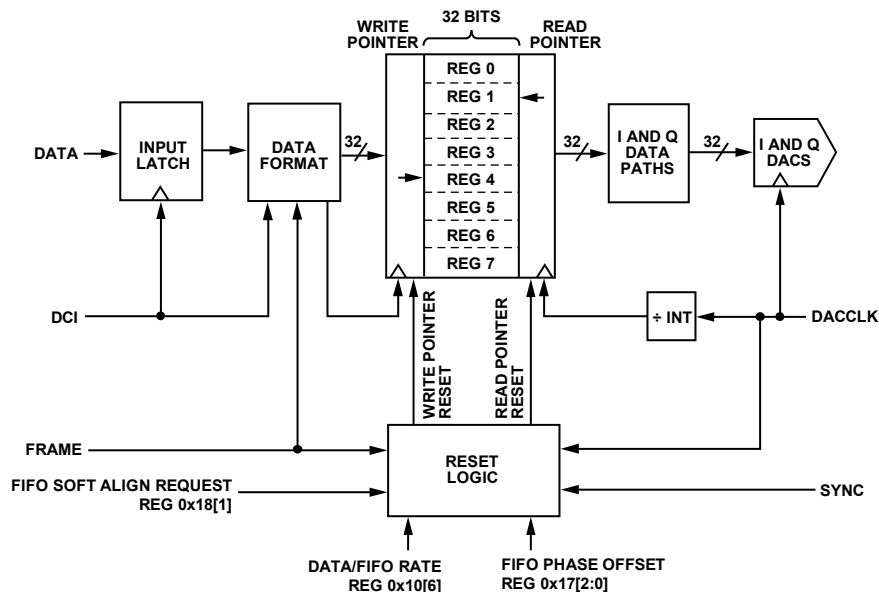 32 BITS
WRITE
POINTER
READ
POINTER
REG 0
REG 1
REG 2
REG 3
REG 4
REG 5
REG 6
REG 7
DATA
INPUT
LATCH
DATA
FORMAT
32
32
I AND Q
DATA
PATHS
32
I AND Q
DACS
DCI
÷ INT
DACCLK
WRITE POINTER
RESET
READ POINTER
RESET
FRAME
RESET
LOGIC
FIFO SOFT ALIGN REQUEST
REG 0x18[1]
SYNC
DATA/FIFO RATE
REG 0x10[6]
FIFO PHASE OFFSET
REG 0x17[2:0]